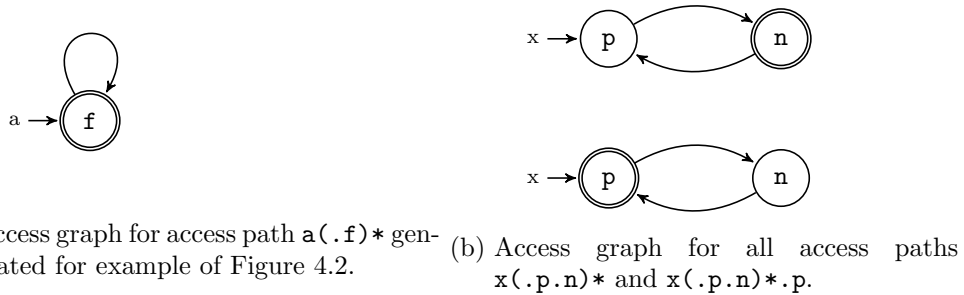 x p n
a f
x p n
ccess graph for access path a(.f)* gen-
ated for example of Figure 4.2.
(b) Access graph for all access paths
x(.p.n)* and x(.p.n)*.p.